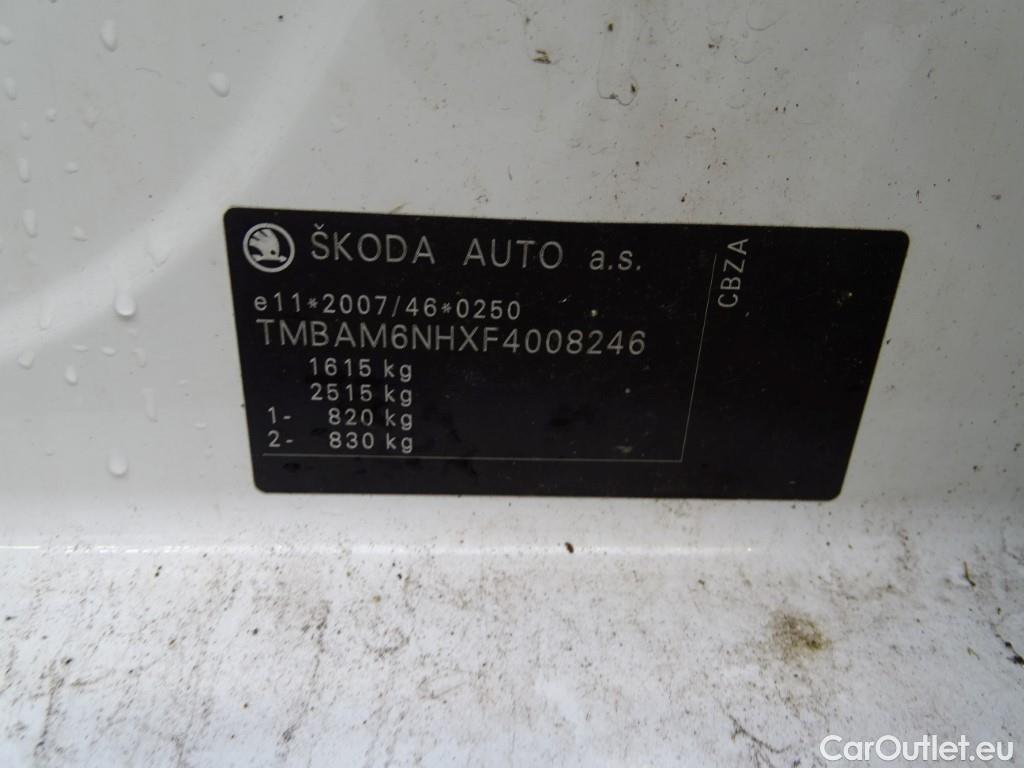 ŠKODA AUTO a.s.
e11*2007/46*0250
TMBAM6NHXF4008246
1615 kg
2515 kg
1- 820 kg
2- 830 kg
CBZA
CarOutlet.eu